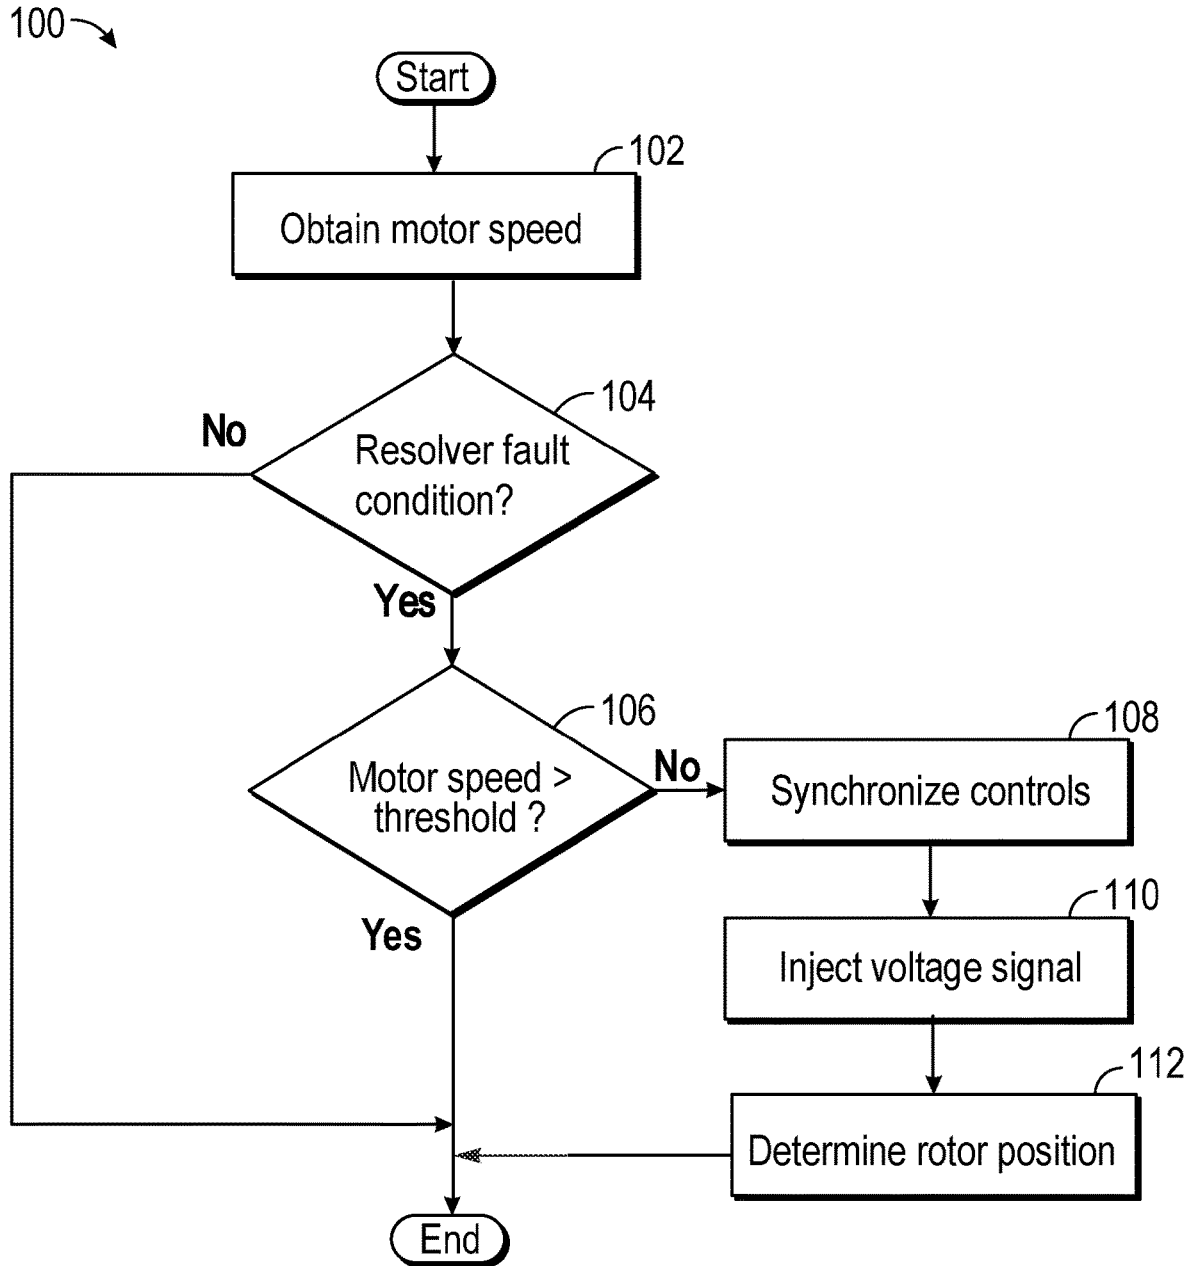 100
Start
102
Obtain motor speed
104
No
Resolver fault
condition?
Yes
106
Motor speed >
threshold ?
No
108
Synchronize controls
Yes
110
Inject voltage signal
112
Determine rotor position
End